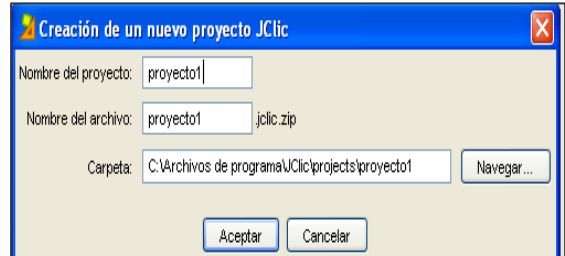 Creación de un nuevo proyecto JClic
Nombre del proyecto: proyecto1
Nombre del archivo: proyecto1 .jclic.zip
Carpeta: C:\Archivos de programa\JClic\projects\proyecto1 Navegar...
Aceptar Cancelar